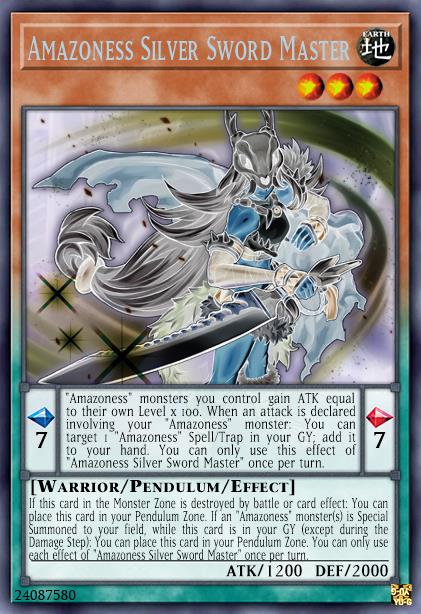 Amazoness Silver Sword Master
EARTH
地
"Amazoness" monsters you control gain ATK equal
to their own Level x 100. When an attack is declared
involving your "Amazoness" monster: You can
target 1 "Amazoness" Spell/Trap in your GY; add it
to your hand. You can only use this effect of
"Amazoness Silver Sword Master" once per turn.
7
7
[Warrior/Pendulum/Effect]
If this card in the Monster Zone is destroyed by battle or card effect: You can
place this card in your Pendulum Zone. If an "Amazoness" monster(s) is Special
Summoned to your field, while this card is in your GY (except during the
Damage Step): You can place this card in your Pendulum Zone. You can only use
each effect of "Amazoness Silver Sword Master" once per turn.
ATK/1200 DEF/2000
24087580